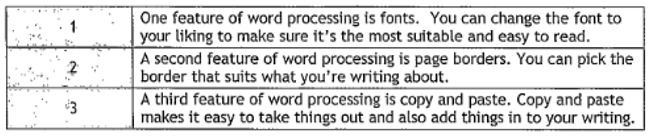 1
One feature of word processing is fonts. You can change the font to
your liking to make sure it's the most suitable and easy to read.
2
A second feature of word processing is page borders. You can pick the
border that suits what you're writing about.
3
A third feature of word processing is copy and paste. Copy and paste
makes it easy to take things out and also add things in to your writing.